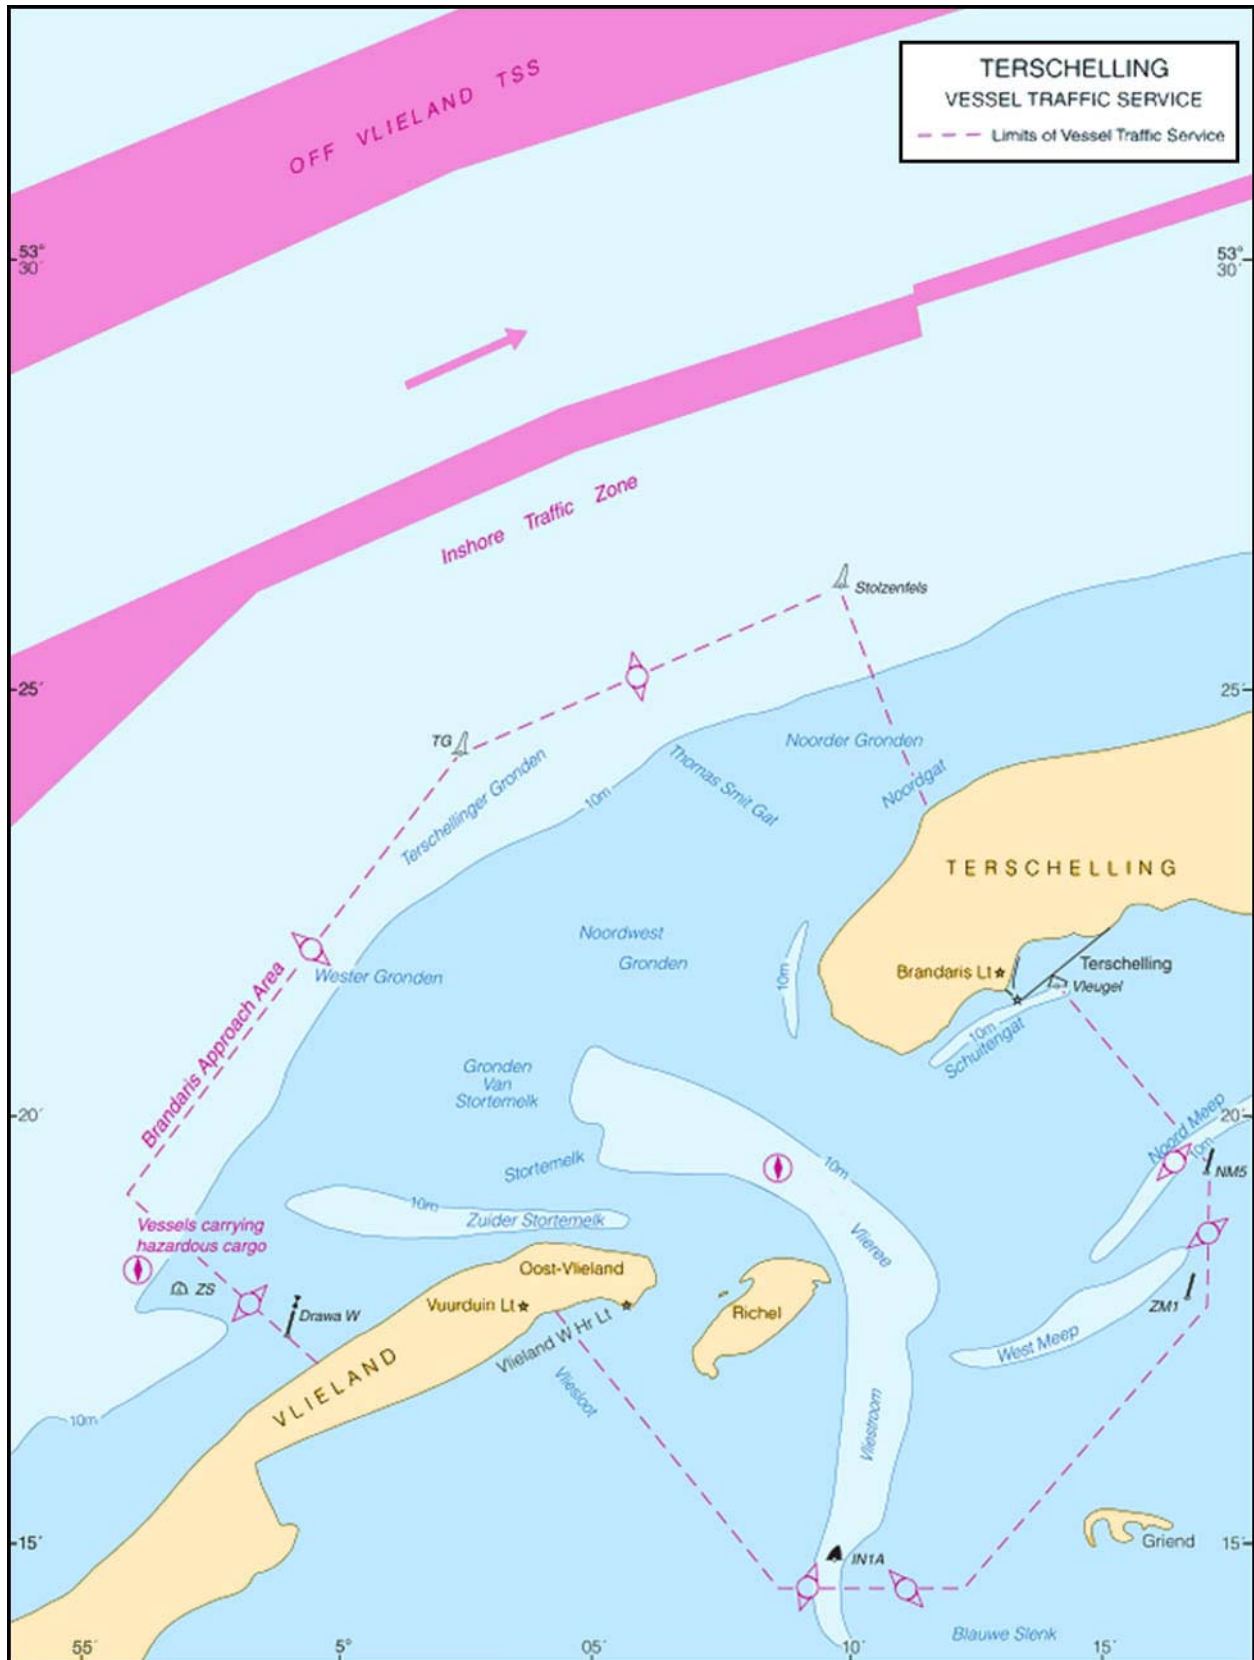 TERSCHELLING
VESSEL TRAFFIC SERVICE
Limits of Vessel Traffic Service
OFF VLIELAND TSS
53°
30′
53°
30′
Inshore Traffic Zone
Stolzenfels
25′
25′
TG
Noorder Gronden
Terschellinger Gronden
Thomas Smit Gat
Noordgat
10m
TERSCHELLING
Noordwest
Gronden
Wester Gronden
10m
Brandaris Lt
Terschelling
Vleugel
10m
Schuitengat
Brandaris Approach Area
Gronden
Van
Stortemelk
20′
20′
Noord Meep
10m
NM5
Stortemelk
10m
10m
Zuider Stortemelk
Vessels carrying
hazardous cargo
Vlieree
Oost-Vlieland
ZS
Drawa W
Vuurduin Lt
Vlieland W Hr Lt
Richel
ZM1
West Meep
VLIELAND
Vliesloot
10m
Vliestroom
15′
15′
Griend
IN1A
Blauwe Slenk
55′
5°
05′
10′
15′